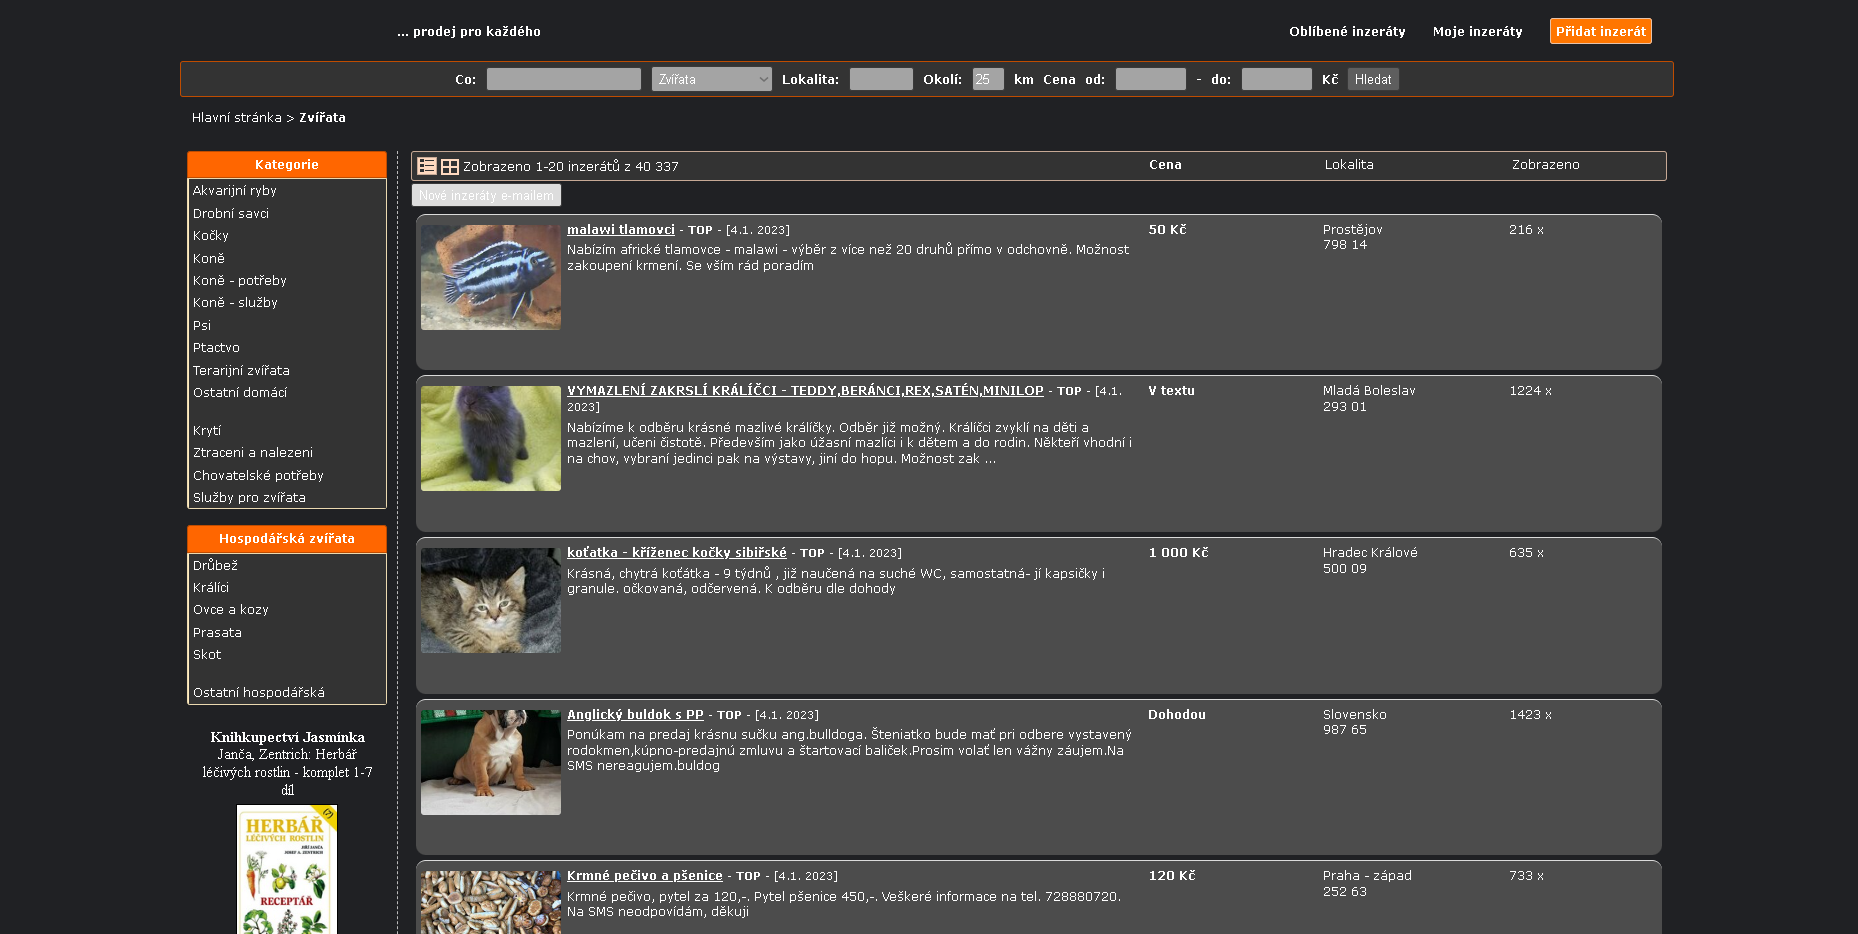 ... prodej pro každého
Oblíbené inzeráty Moje inzeráty Přidat inzerát
Co: Zvířata Lokalita: Okolí: 25 km Cena od: - do: Kč Hledat
Hlavní stránka > Zvířata
Kategorie
Akvarijní ryby
Drobní savci
Kočky
Koně
Koně - potřeby
Koně - služby
Psi
Ptactvo
Terarijní zvířata
Ostatní domácí
Krytí
Ztraceni a nalezeni
Chovatelské potřeby
Služby pro zvířata
Hospodářská zvířata
Drůbež
Králíci
Ovce a kozy
Prasata
Skot
Ostatní hospodářská
Knihkupectví Jasmínka
Janča, Zentrich: Herbář
léčivých rostlin - komplet 1-7
díl
(7)
HERBÁŘ
LÉČIVÝCH ROSTLIN
JIŘÍ JANČA
JOSEF A. ZENTRICH
RECEPTÁŘ
Zobrazeno 1-20 inzerátů z 40 337 Cena Lokalita Zobrazeno
Nové inzeráty e-mailem
malawi tlamovci - TOP - [4.1. 2023] 50 Kč Prostějov 216 x
798 14
Nabízím africké tlamovce - malawi - výběr z více než 20 druhů přímo v odchovně. Možnost
zakoupení krmení. Se vším rád poradím
VYMAZLENÍ ZAKRSLÍ KRÁLÍČCI - TEDDY,BERÁNCI,REX,SATÉN,MINILOP - TOP - [4.1. V textu Mladá Boleslav 1224 x
2023] 293 01
Nabízíme k odběru krásné mazlivé králíčky. Odběr již možný. Králíčci zvyklí na děti a
mazlení, učeni čistotě. Především jako úžasní mazlíci i k dětem a do rodin. Někteří vhodní i
na chov, vybraní jedinci pak na výstavy, jiní do hopu. Možnost zak ...
koťatka - kříženec kočky sibiřské - TOP - [4.1. 2023] 1 000 Kč Hradec Králové 635 x
500 09
Krásná, chytrá koťátka - 9 týdnů , již naučená na suché WC, samostatná- jí kapsičky i
granule. očkovaná, odčervená. K odběru dle dohody
Anglický buldok s PP - TOP - [4.1. 2023] Dohodou Slovensko 1423 x
987 65
Ponúkam na predaj krásnu sučku ang.bulldoga. Šteniatko bude mať pri odbere vystavený
rodokmen,kúpno-predajnú zmluvu a štartovací balíček.Prosim volať len vážny záujem.Na
SMS nereagujem.buldog
Krmné pečivo a pšenice - TOP - [4.1. 2023] 120 Kč Praha - západ 733 x
252 63
Krmné pečivo, pytel za 120,-. Pytel pšenice 450,-. Veškeré informace na tel. 728880720.
Na SMS neodpovídám, děkuji